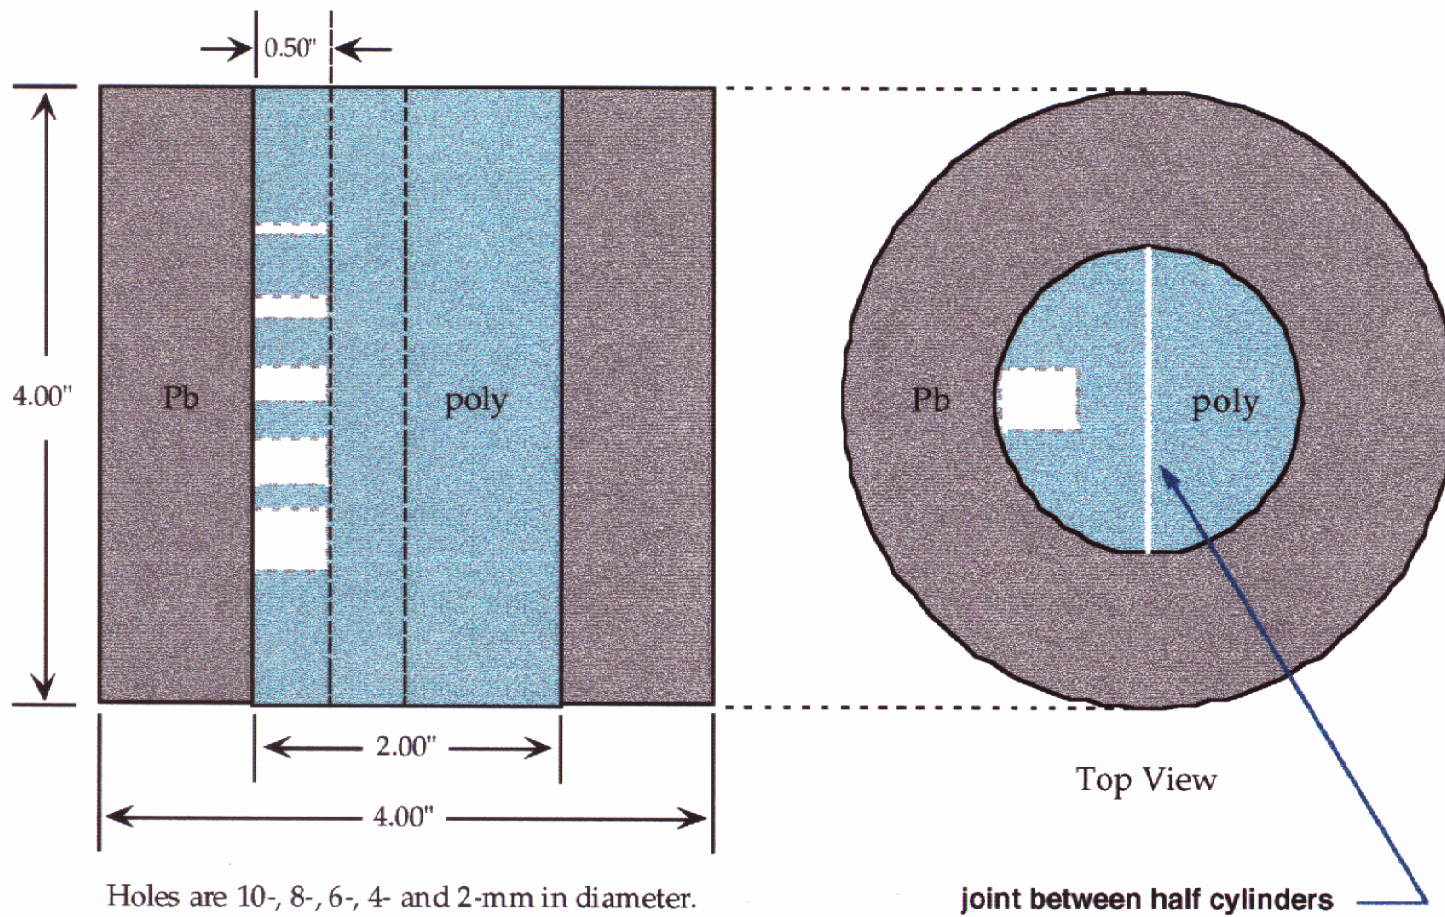 0.50"
4.00"
Pb
poly
Pb
poly
2.00"
4.00"
Top View
Holes are 10-, 8-, 6-, 4- and 2-mm in diameter.
joint between half cylinders